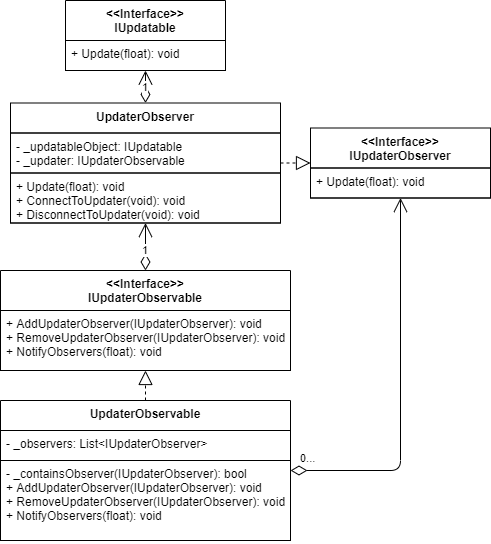 <<Interface>>
IUpdatable
+ Update(float): void
1
UpdaterObserver
- _updatableObject: IUpdatable
- _updater: IUpdaterObservable
+ Update(float): void
+ ConnectToUpdater(void): void
+ DisconnectToUpdater(void): void
<<Interface>>
IUpdaterObserver
+ Update(float): void
1
<<Interface>>
IUpdaterObservable
+ AddUpdaterObserver(IUpdaterObserver): void
+ RemoveUpdaterObserver(IUpdaterObserver): void
+ NotifyObservers(float): void
UpdaterObservable
- _observers: List<IUpdaterObserver>
- _containsObserver(IUpdaterObserver): bool
+ AddUpdaterObserver(IUpdaterObserver): void
+ RemoveUpdaterObserver(IUpdaterObserver): void
+ NotifyObservers(float): void
0...